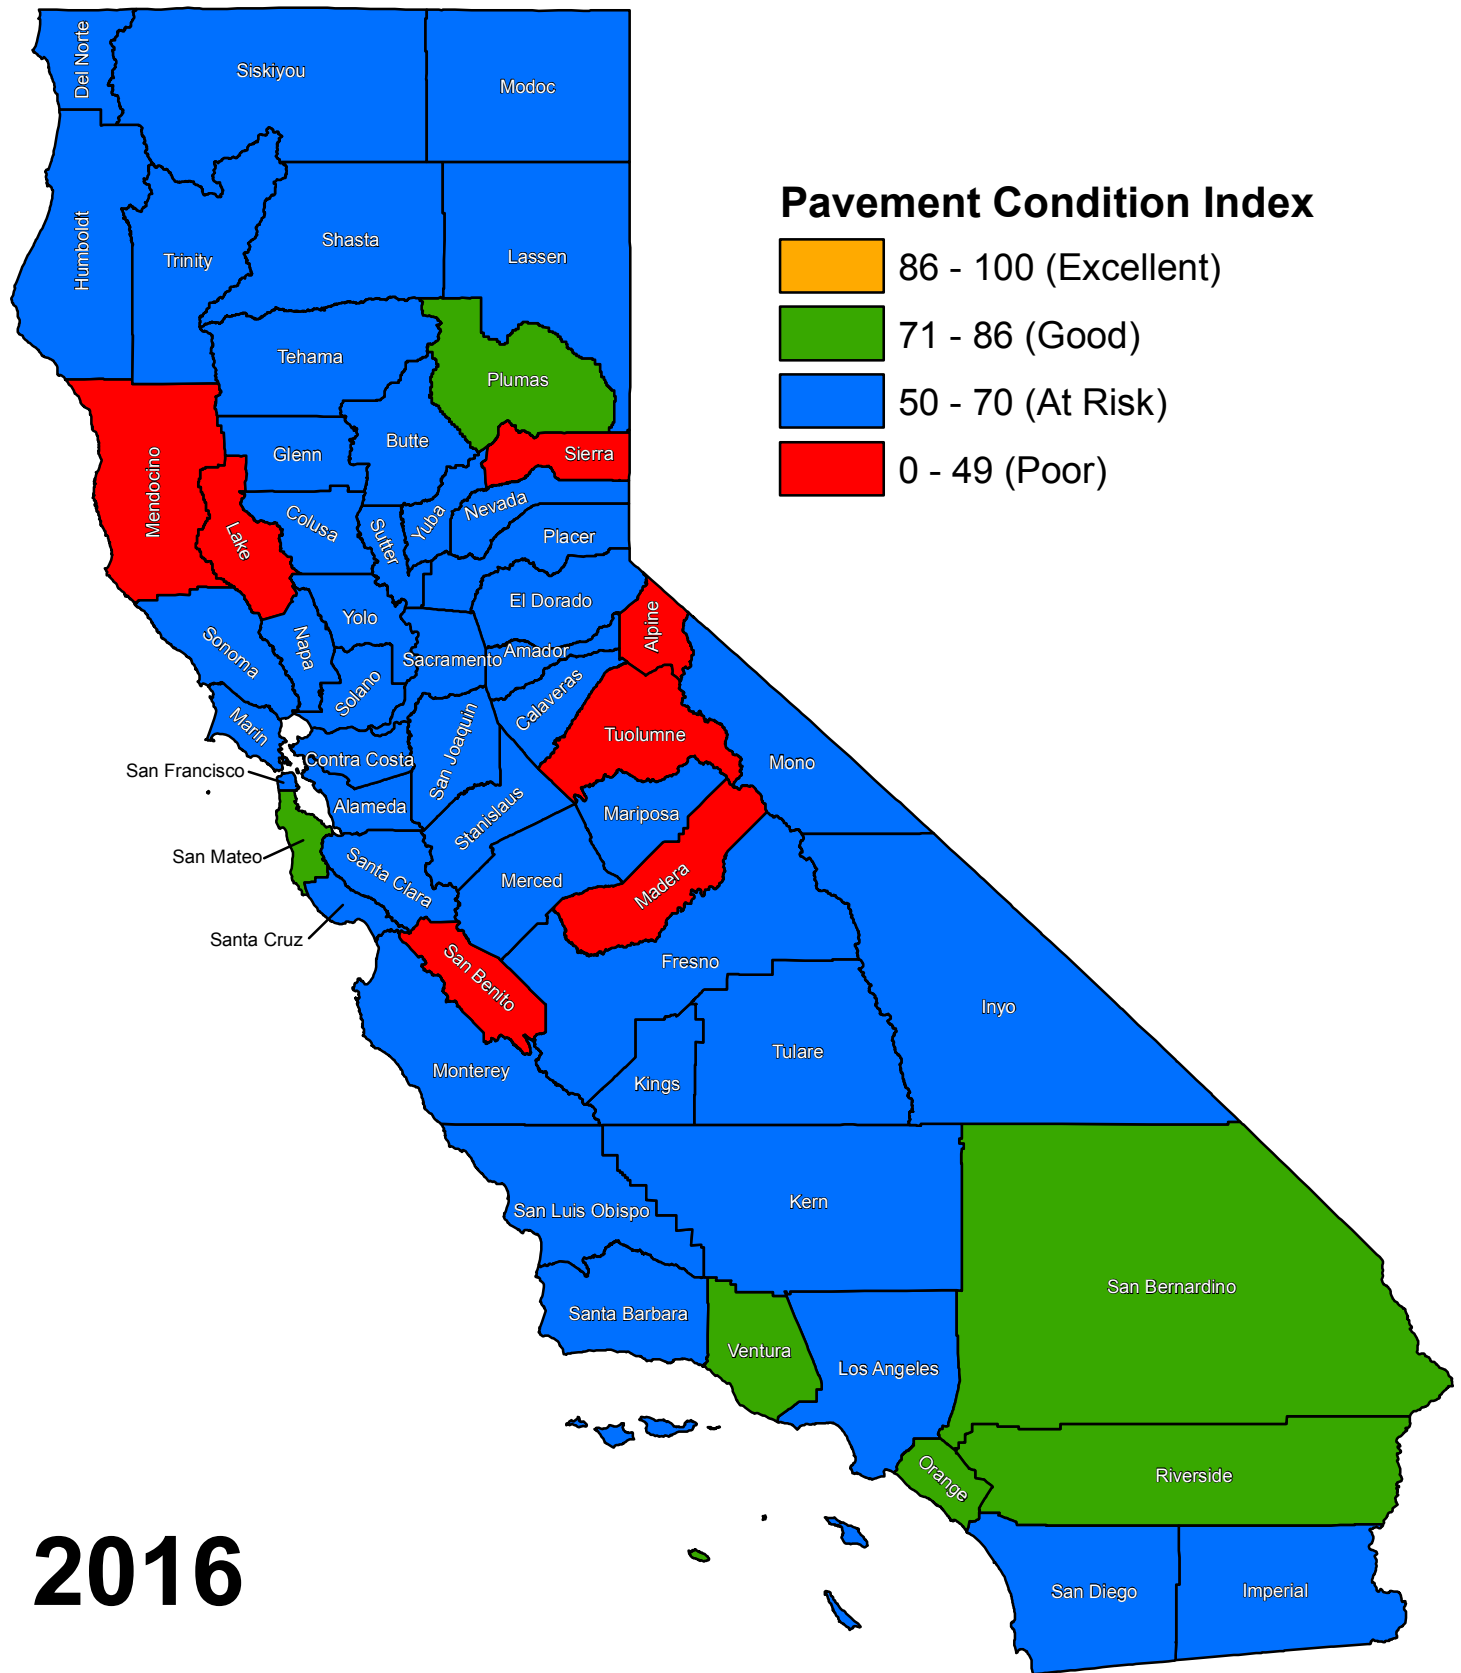 Del Norte
Siskiyou
Modoc
Pavement Condition Index
86 - 100 (Excellent)
71 - 86 (Good)
50 - 70 (At Risk)
0 - 49 (Poor)
Humboldt
Trinity
Shasta
Lassen
Tehama
Plumas
Mendocino
Glenn
Butte
Sierra
Lake
Colusa
Sutter
Yuba
Nevada
Placer
El Dorado
Yolo
Napa
Sonoma
Sacramento
Amador
Alpine
Solano
Calaveras
Marin
Contra Costa
San Joaquin
Tuolumne
Mono
San Francisco
Alameda
Stanislaus
Mariposa
San Mateo
Santa Clara
Merced
Madera
Santa Cruz
San Benito
Fresno
Inyo
Monterey
Kings
Tulare
San Luis Obispo
Kern
San Bernardino
Santa Barbara
Ventura
Los Angeles
Orange
Riverside
San Diego
Imperial
2016